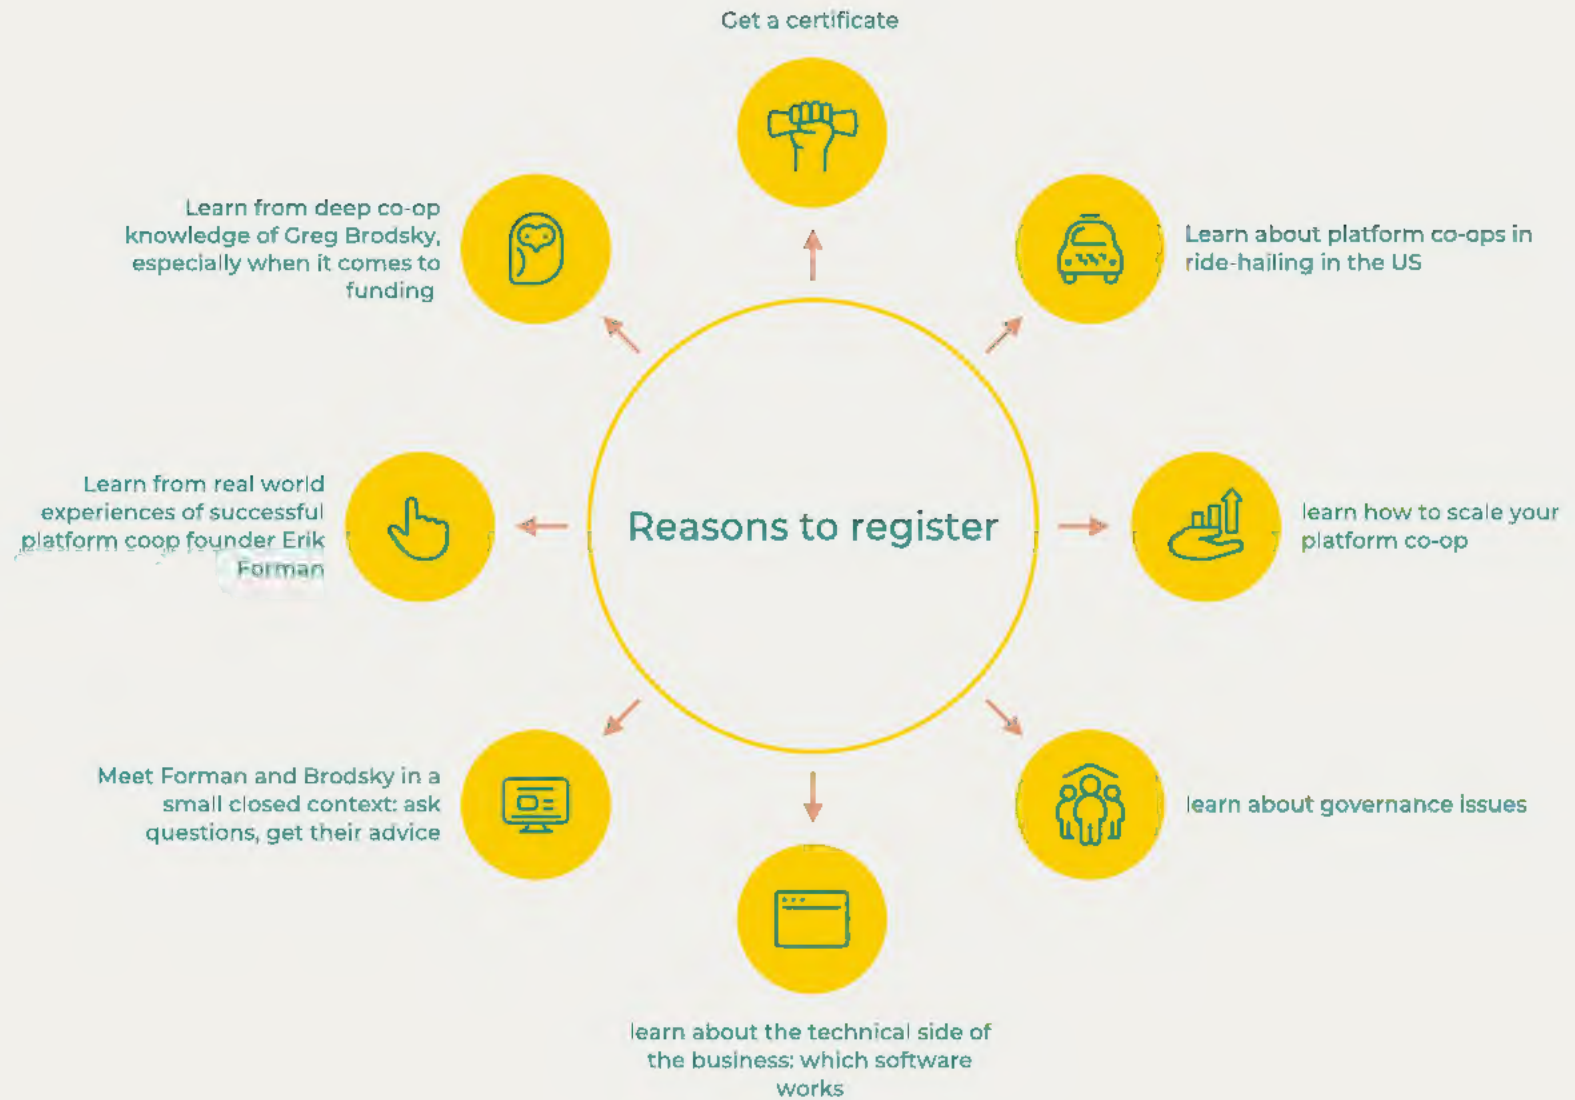 Get a certificate
Learn from deep co-op
knowledge of Greg Brodsky,
especially when it comes to
funding
Learn about platform co-ops in
ride-hailing in the US
Learn from real world
experiences of successful
platform coop founder Erik
Forman
Reasons to register
learn how to scale your
platform co-op
Meet Forman and Brodsky in a
small closed context: ask
questions, get their advice
learn about governance issues
learn about the technical side of
the business: which software
works